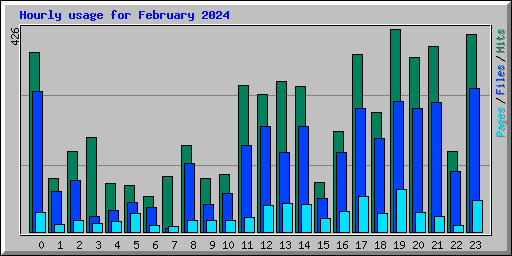 Hourly usage for February 2024
426
Pages / Files / Hits
0 1 2 3 4 5 6 7 8 9 10 11 12 13 14 15 16 17 18 19 20 21 22 23